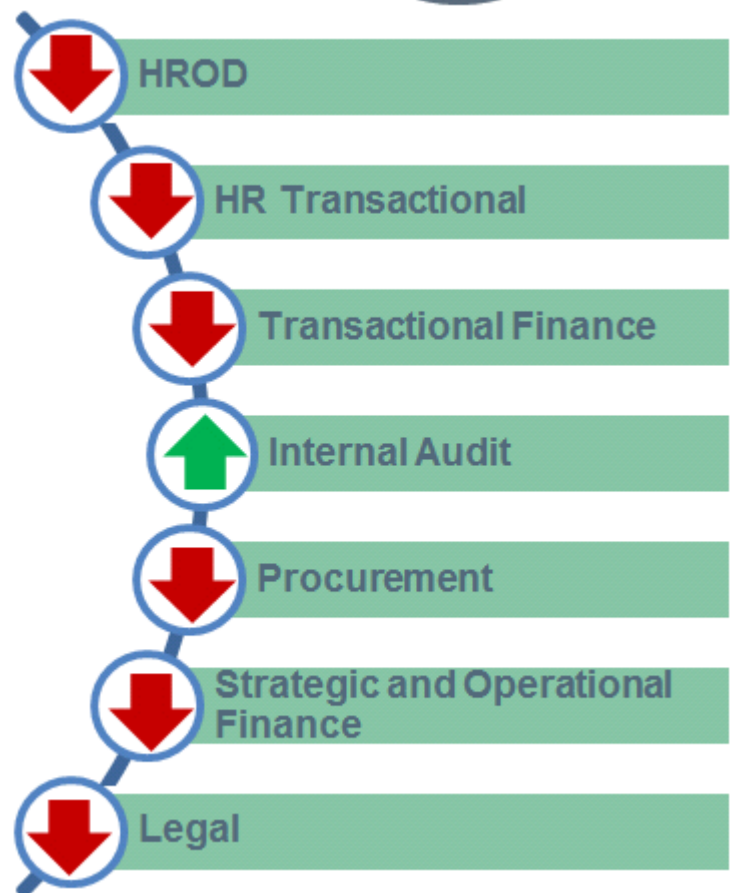 HROD
HR Transactional
Transactional Finance
Internal Audit
Procurement
Strategic and Operational
Finance
Legal